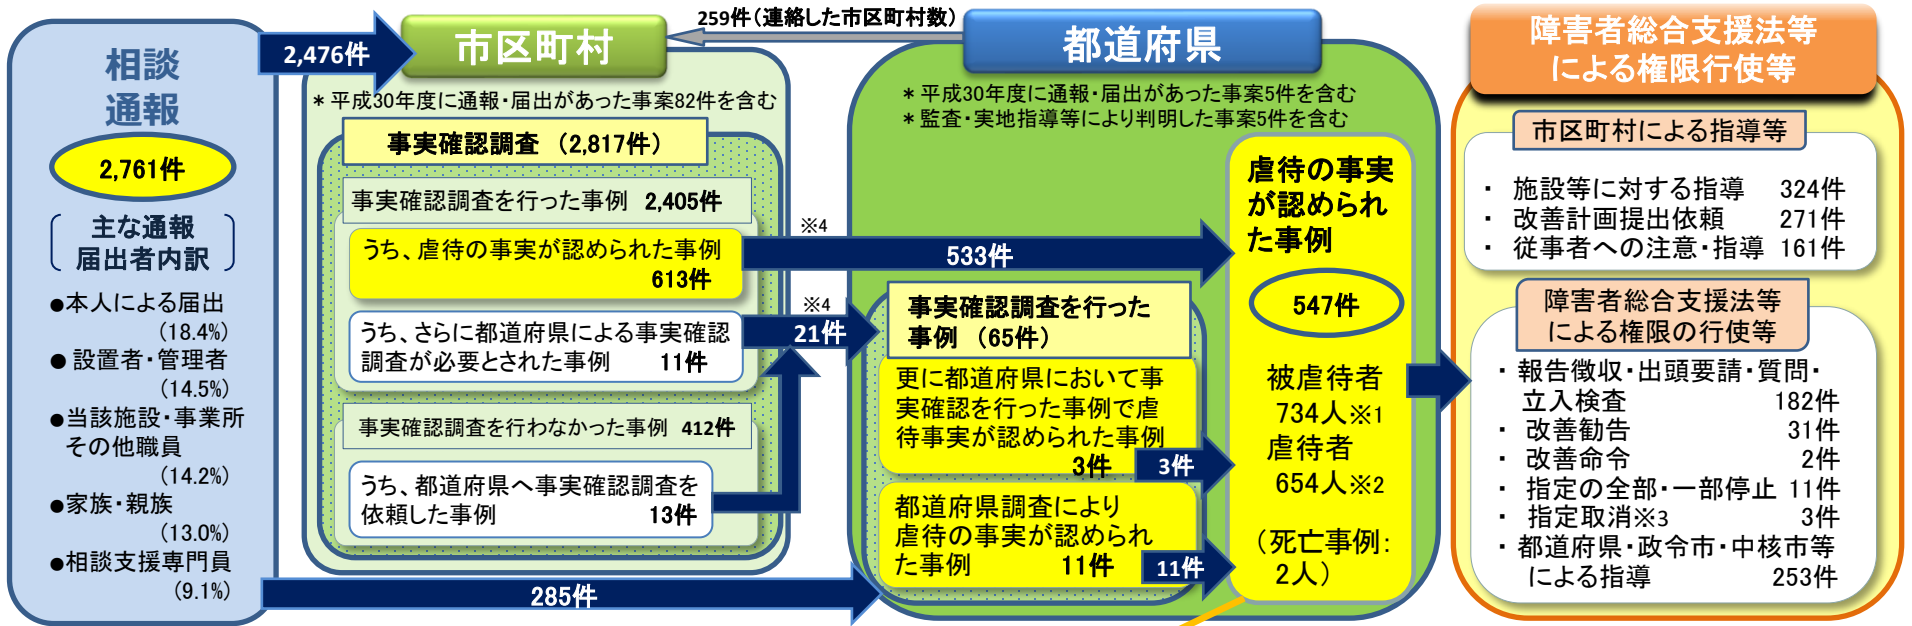 相談
通報
2,761件
主な通報
届出者内訳
●本人による届出
(18.4%)
●設置者・管理者
(14.5%)
●当該施設・事業所
その他職員
(14.2%)
●家族・親族
(13.0%)
●相談支援専門員
(9.1%)
2,476件
市区町村
259件（連絡した市区町村数）
＊平成30年度に通報・届出があった事案82件を含む
事実確認調査 （2,817件）
事実確認調査を行った事例 2,405件
うち、虐待の事実が認められた事例
613件
うち、さらに都道府県による事実確認
調査が必要とされた事例 11件
事実確認調査を行わなかった事例 412件
うち、都道府県へ事実確認調査を
依頼した事例 13件
※4
533件
※4
21件
285件
都道府県
＊平成30年度に通報・届出があった事案5件を含む
＊監査・実地指導等により判明した事案5件を含む
事実確認調査を行った
事例 （65件）
更に都道府県において事
実確認を行った事例で虐
待事実が認められた事例
3件
3件
都道府県調査により
虐待の事実が認められ
た事例 11件
11件
虐待の事実
が認められ
た事例
547件
被虐待者
734人※1
虐待者
654人※2
（死亡事例：
2人）
障害者総合支援法等
による権限行使等
市区町村による指導等
・ 施設等に対する指導 324件
・ 改善計画提出依頼 271件
・ 従事者への注意・指導 161件
障害者総合支援法等
による権限の行使等
・報告徴収・出頭要請・質問・
立入検査 182件
・ 改善勧告 31件
・ 改善命令 2件
・ 指定の全部・一部停止 11件
・ 指定取消※3 3件
・都道府県・政令市・中核市等
による指導 253件